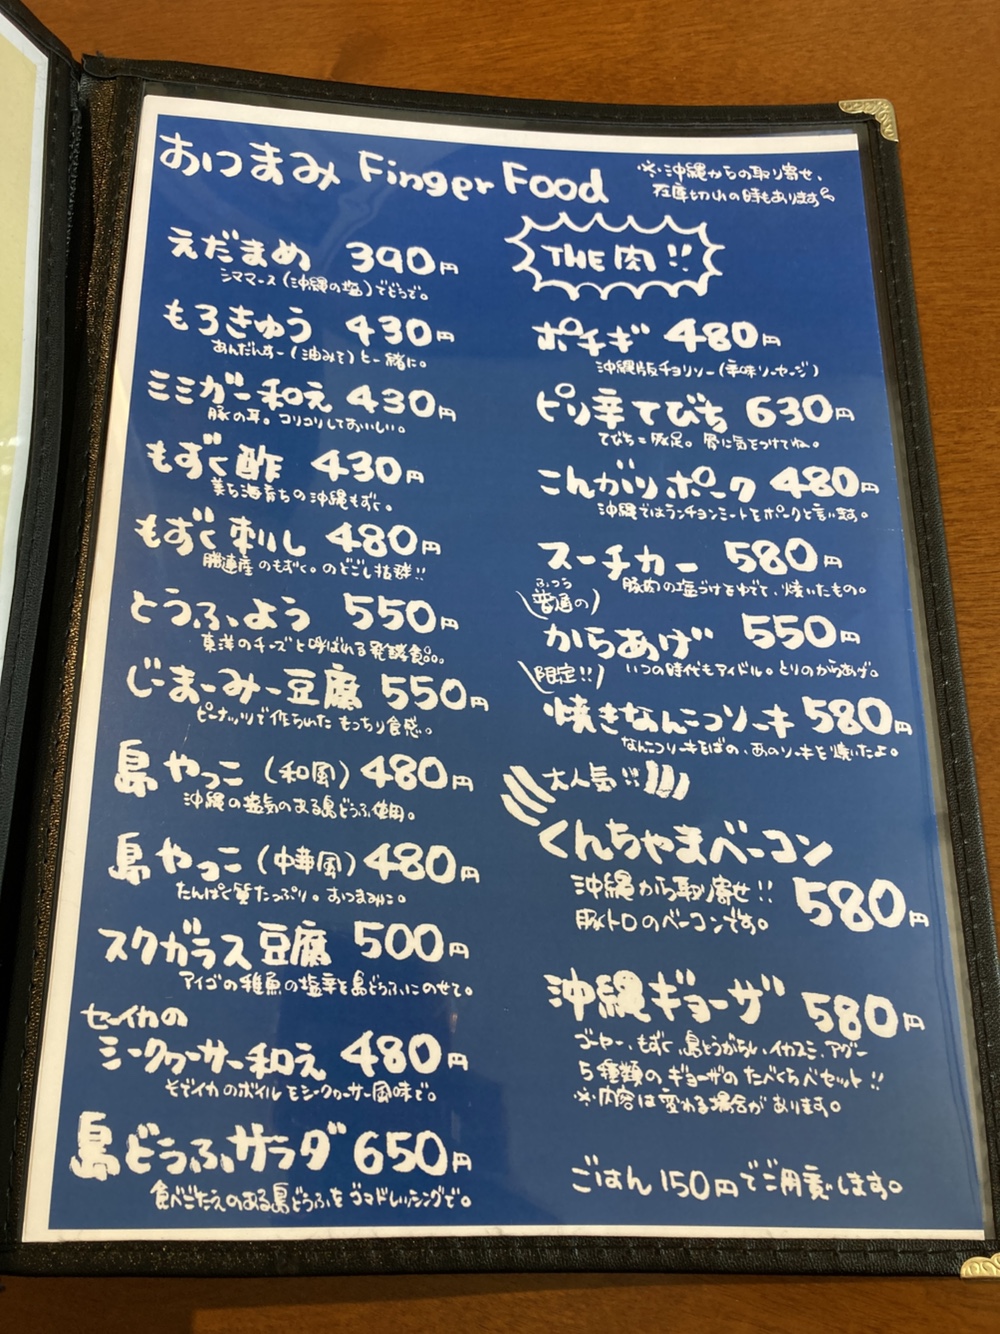 おつまみ Finger Food
※沖縄からの取り寄せ、
在庫切れの時もあります。
えだまめ 390円
シママース(沖縄の塩)でどうぞ。
もろきゅう 430円
あんだんすー(油みそ)と一緒に。
ミミガー和え 430円
豚の耳。コリコリしておいしい。
もずく酢 430円
美ら海育ちの沖縄もずく。
もずく刺し 480円
勝連産のもずく。のどごし抜群!!
とうふよう 550円
東洋のチーズと呼ばれる発酵食。。。
じーまーみー豆腐 550円
ピーナッツで作られた もっちり食感。
島やっこ(和風)480円
沖縄の塩気のある島どうふ使用。
島やっこ(中華風)480円
たんぱく質たっぷり。おつまみに。
スクガラス豆腐 500円
アイゴの稚魚の塩辛を島どうふにのせて。
セーイカの
シークヮーサー和え 480円
そでイカのボイルをシークヮーサー風味で。
島どうふサラダ 650円
食べごたえのある島どうふをゴマドレッシングで。
THE 肉!!
ポチギ 480円
沖縄版チョリソー(辛味ソーセージ)
ピリ辛てびち 630円
てびち=豚足。骨に気をつけてね。
こんがりポーク 480円
沖縄ではランチョンミートをポークと言います。
スーチカー 580円
豚肉の塩づけをゆでて、焼いたもの。
ふつう
普通の
からあげ 550円
いつの時代もアイドル。とりのからあげ。
限定!!
焼きなんこつソーキ 580円
なんこつソーキそばの、あのソーキを焼いたよ。
大人気!!
くんちゃまベーコン
沖縄から取り寄せ!!
豚トロのベーコンです。
580円
沖縄ギョーザ 580円
ゴーヤー、もずく、島とうがらし、イカスミ、アグー
5種類のギョーザのたべくらべセット!!
※内容は変わる場合があります。
ごはん150円でご用意します。